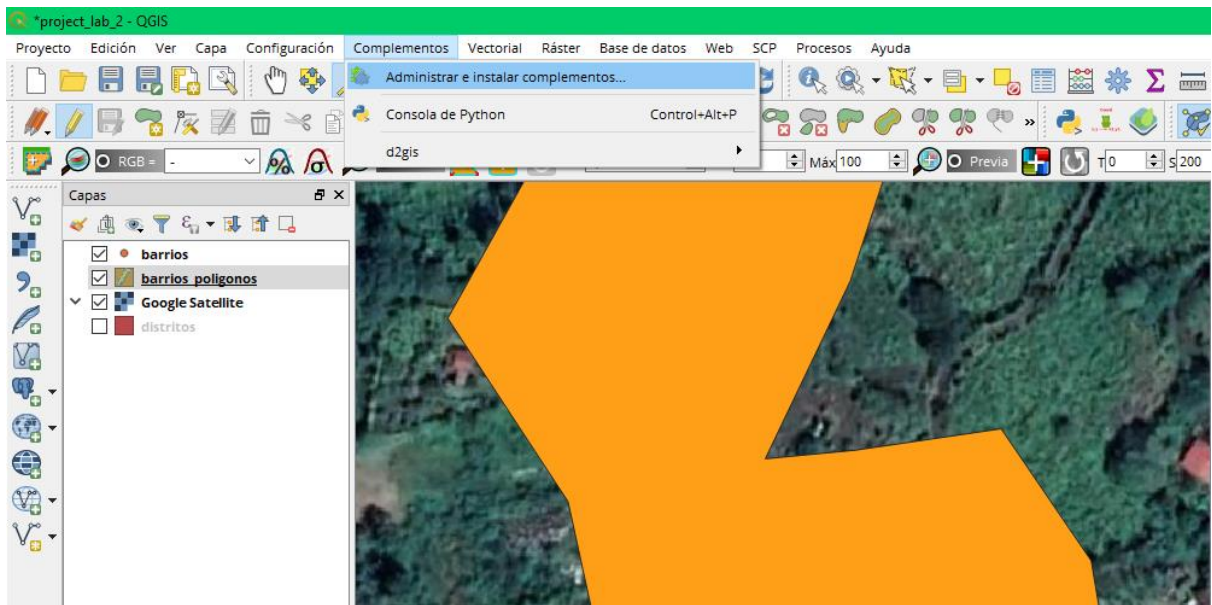 *project_lab_2 - QGIS
Proyecto Edición Ver Capa Configuración Complementos Vectorial Ráster Base de datos Web SCP Procesos Ayuda
Administrar e instalar complementos...
Consola de Python Control+Alt+P
d2gis
RGB = -
Máx 100 Previa T 0 S 200
Capas
barrios
barrios_poligonos
Google Satellite
distritos